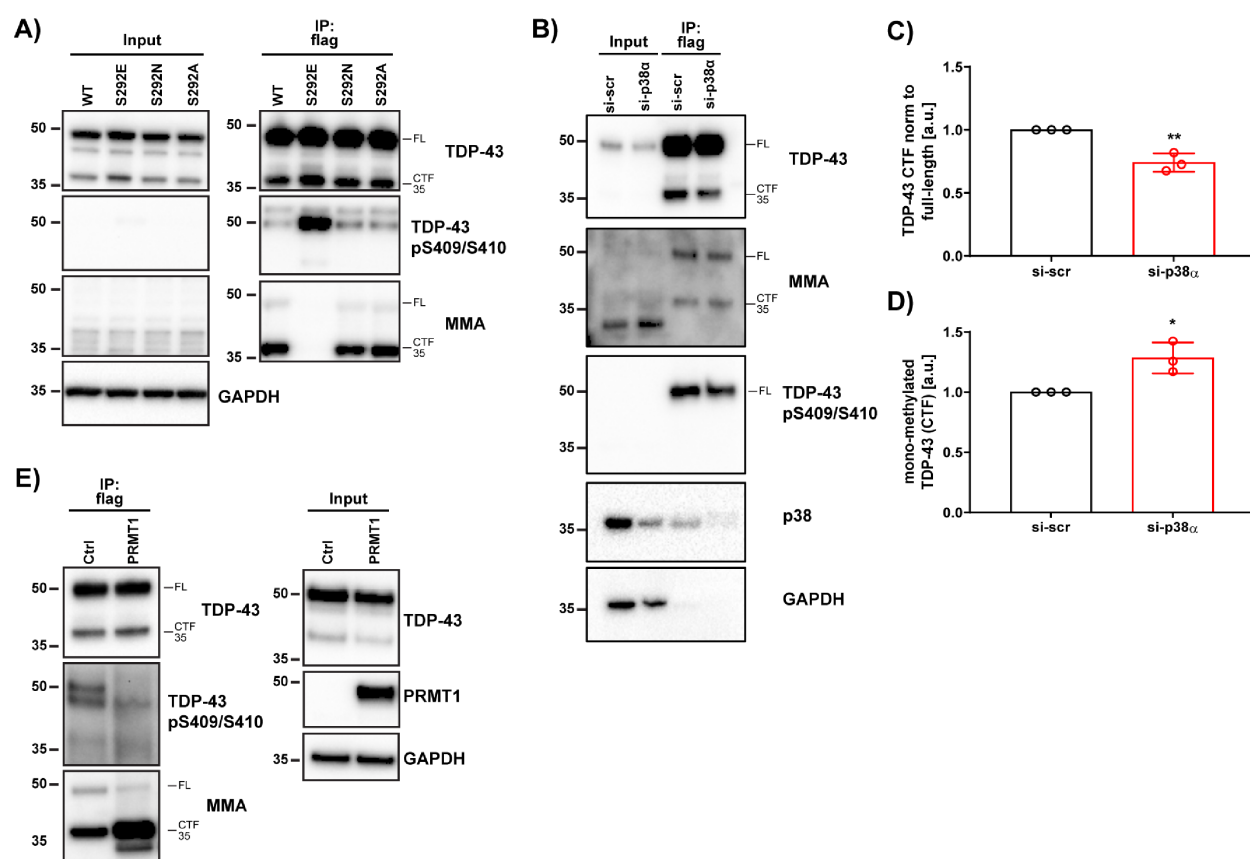 A)
Input
WT
S292E
S292N
S292A
50
35
50
50
35
35
GAPDH
IP:
flag
WT
S292E
S292N
S292A
50
35
FL
CTF
35
TDP-43
50
TDP-43
pS409/S410
50
35
FL
CTF
35
MMA
B)
Input
IP:
flag
si-scr
si-p38α
si-scr
si-p38α
50
35
FL
CTF
35
TDP-43
50
35
FL
CTF
35
MMA
50
35
FL
TDP-43
pS409/S410
35
p38
35
GAPDH
C)
TDP-43 CTF norm to
full-length [a.u.]
1.5
1.0
0.5
0.0
**
si-scr
si-p38α
D)
mono-methylated
TDP-43 (CTF) [a.u.]
1.5
1.0
0.5
0.0
*
si-scr
si-p38α
E)
IP:
flag
Ctrl
PRMT1
50
35
FL
CTF
35
TDP-43
50
35
TDP-43
pS409/S410
50
35
FL
CTF
35
MMA
Input
Ctrl
PRMT1
50
35
TDP-43
50
PRMT1
35
GAPDH